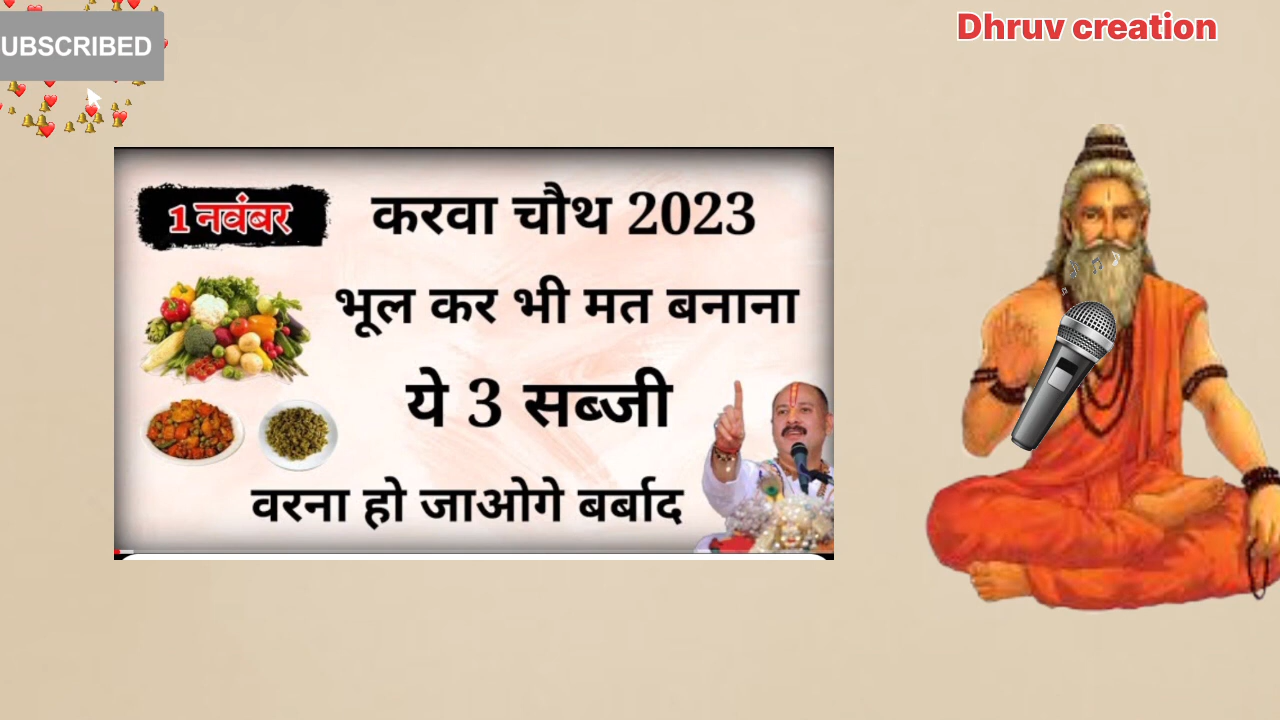 UBSCRIBED
Dhruv creation
1 नवंबर
करवा चौथ 2023
भूल कर भी मत बनाना
ये 3 सब्जी
वरना हो जाओगे बर्बाद